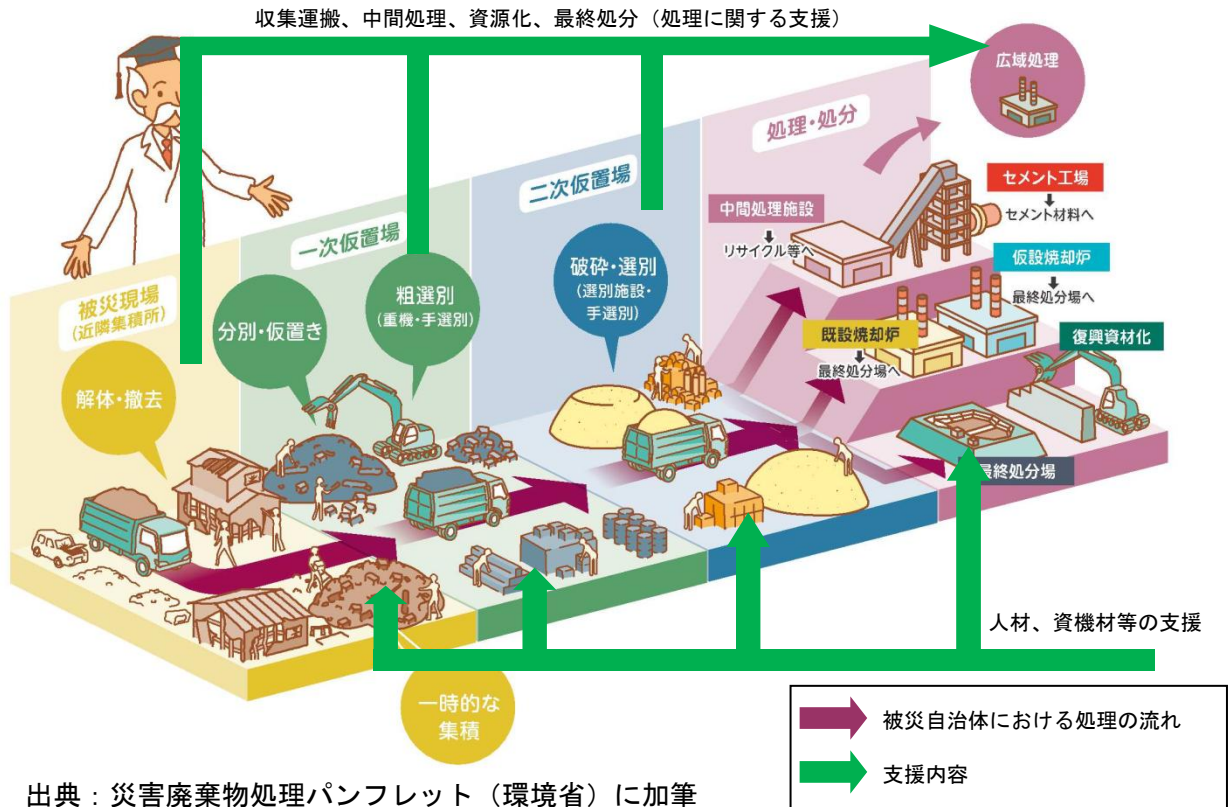 収集運搬、中間処理、資源化、最終処分（処理に関する支援）
広域処理
処理・処分
セメント工場
セメント材料へ
中間処理施設
リサイクル等へ
仮設焼却炉
最終処分場へ
既設焼却炉
最終処分場へ
復興資材化
最終処分場
二次仮置場
破砕・選別
（選別施設・
手選別）
一次仮置場
粗選別
（重機・手選別）
分別・仮置き
被災現場
（近隣集積所）
解体・撤去
一時的な
集積
人材、資機材等の支援
被災自治体における処理の流れ
支援内容
出典：災害廃棄物処理パンフレット（環境省）に加筆